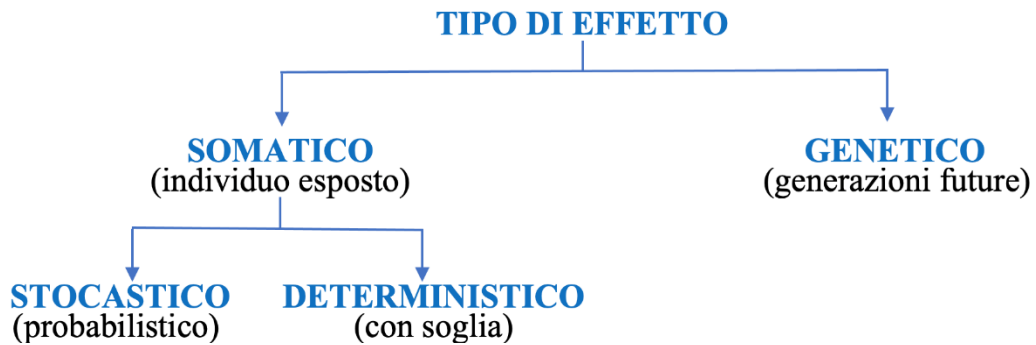 TIPO DI EFFETTO
SOMATICO
(individuo esposto)
GENETICO
(generazioni future)
STOCASTICO
(probabilistico)
DETERMINISTICO
(con soglia)